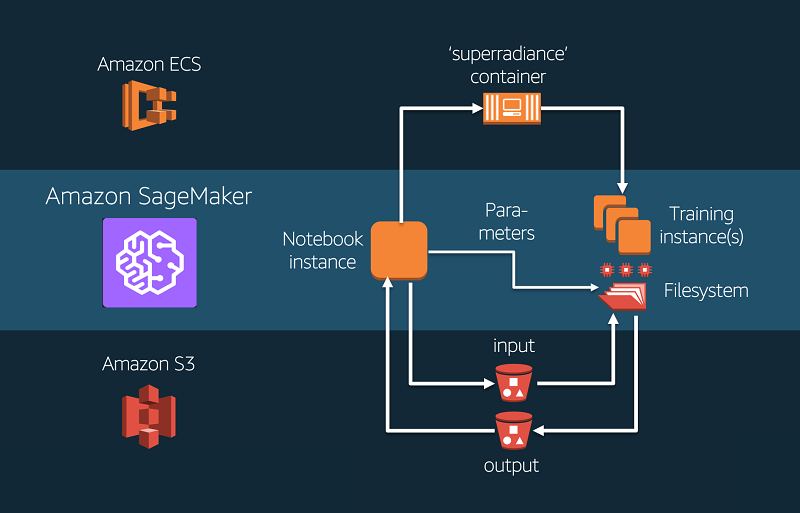 Amazon ECS
'superradiance'
container
Amazon SageMaker
Notebook
instance
Para-
meters
Training
instance(s)
Filesystem
Amazon S3
input
output